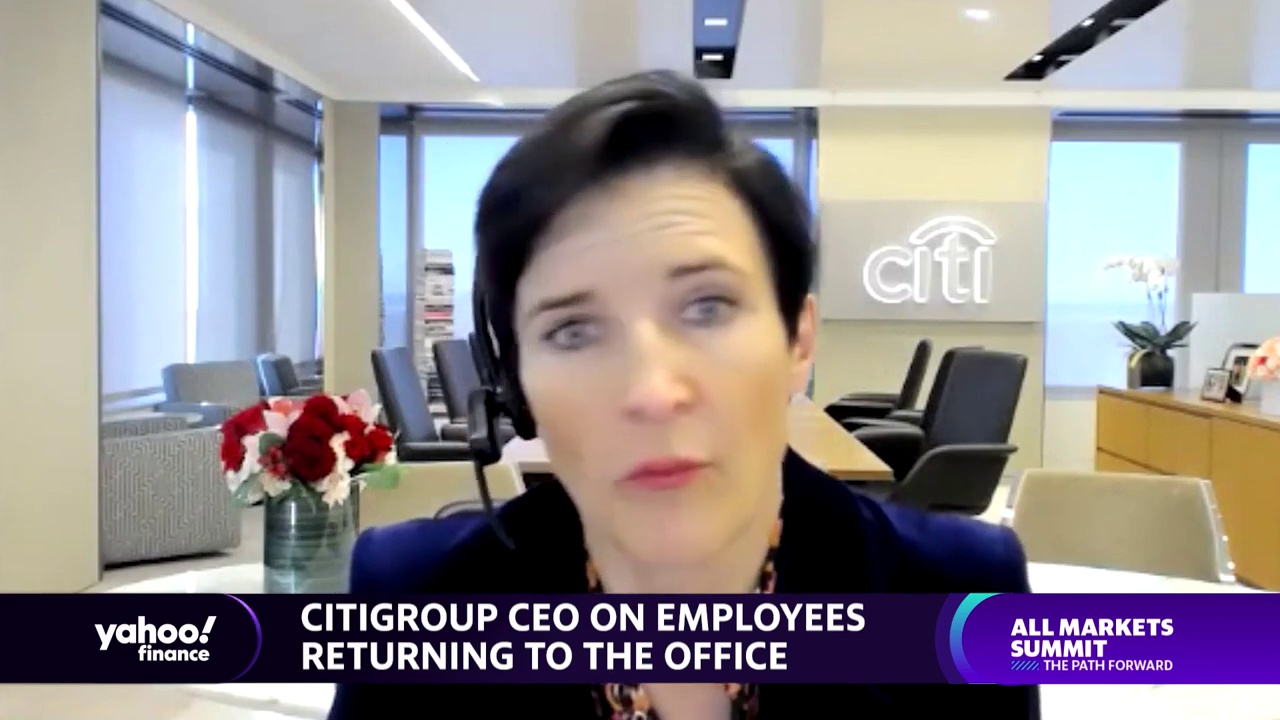 citi
CITIGROUP CEO ON EMPLOYEES
RETURNING TO THE OFFICE
yahoo!
finance
ALL MARKETS
SUMMIT
THE PATH FORWARD